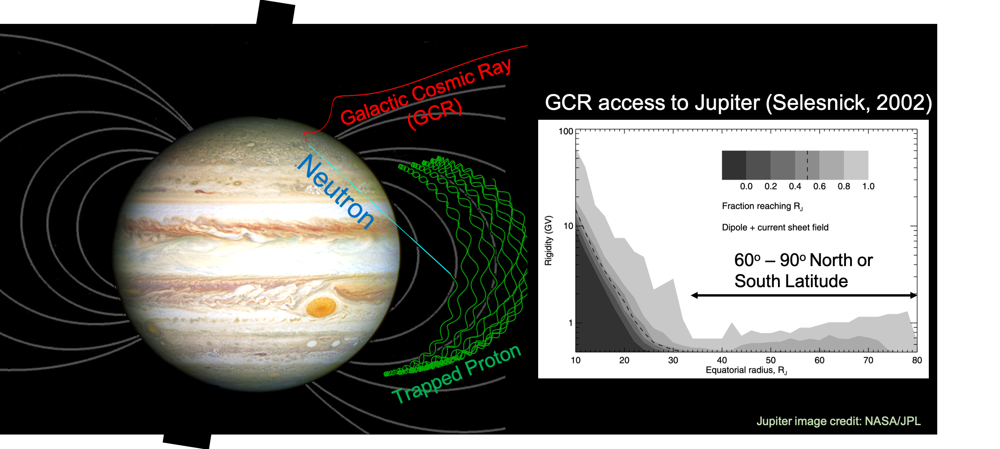 Galactic Cosmic Ray
(GCR)
Neutron
Trapped Proton
GCR access to Jupiter (Selesnick, 2002)
100
10
1
Rigidity (GV)
0.0 0.2 0.4 0.6 0.8 1.0
Fraction reaching RJ
Dipole + current sheet field
60º – 90º North or
South Latitude
10 20 30 40 50 60 70 80
Equatorial radius, RJ
Jupiter image credit: NASA/JPL